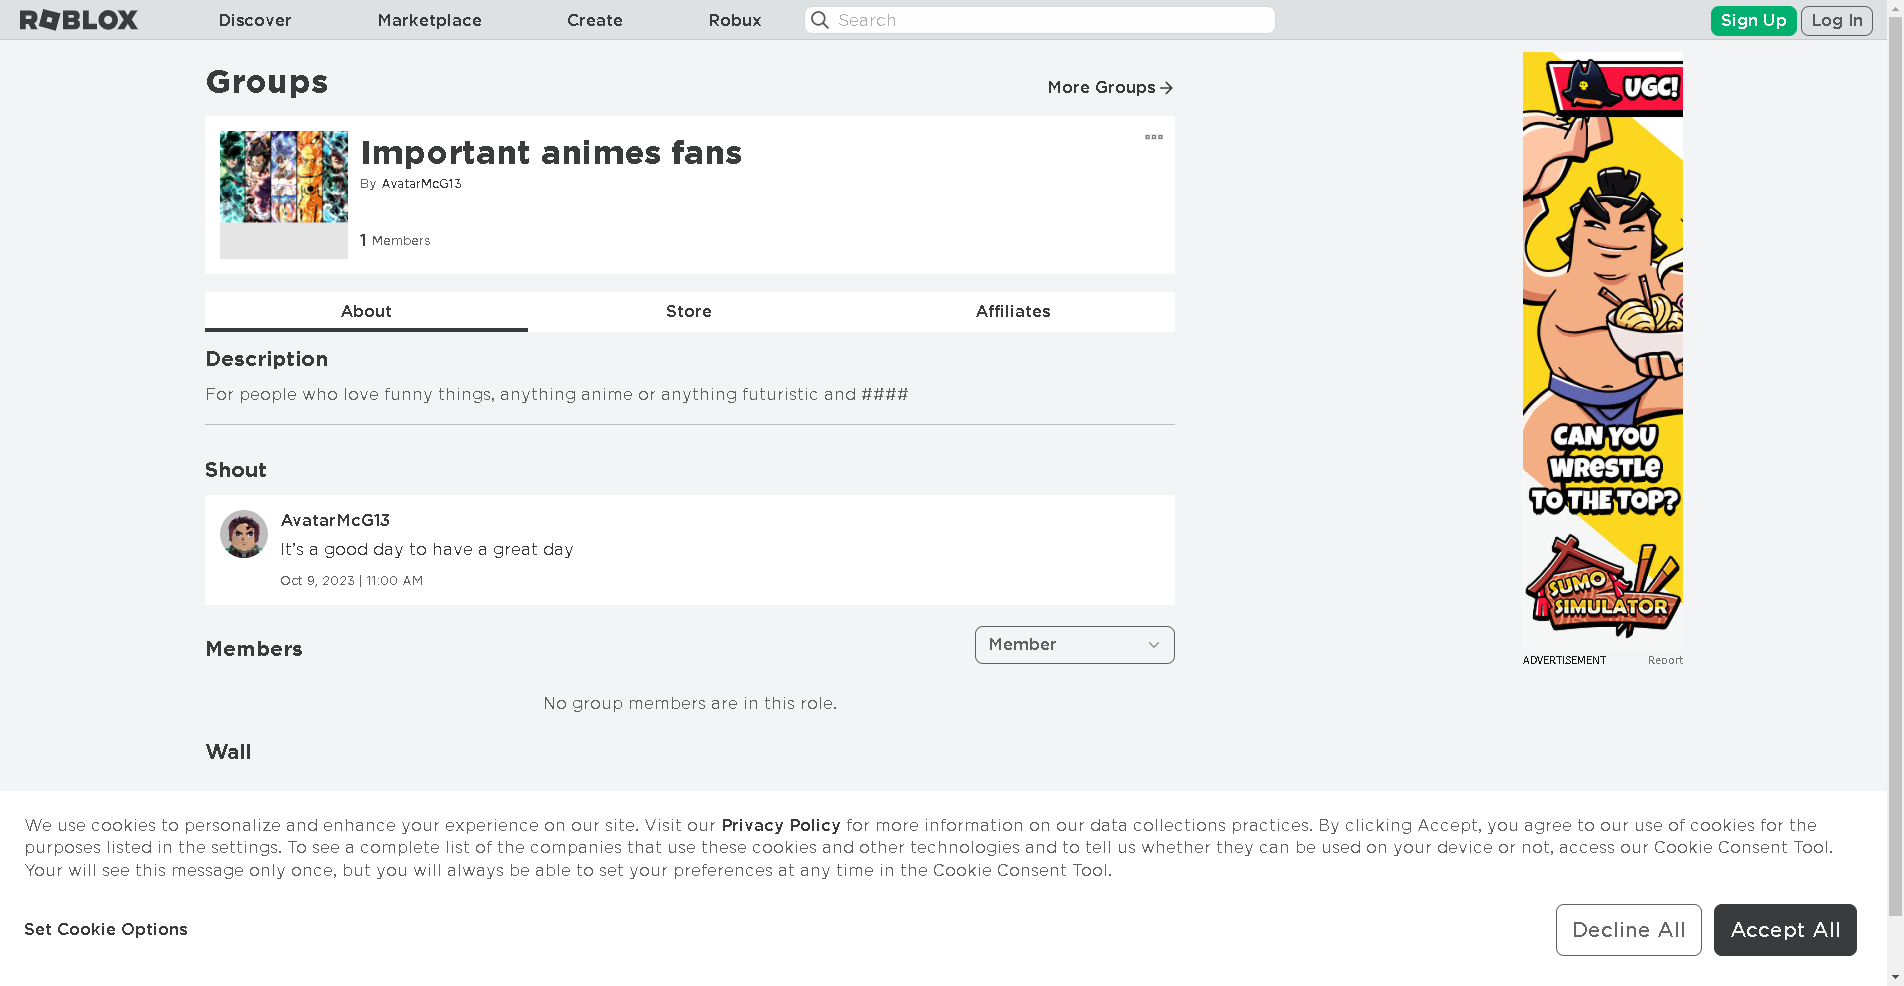 ROBLOX
Discover
Marketplace
Create
Robux
Search
Sign Up
Log In
Groups
More Groups
Important animes fans
By AvatarMcG13
1 Members
About
Store
Affiliates
Description
For people who love funny things, anything anime or anything futuristic and ####
Shout
AvatarMcG13
It’s a good day to have a great day
Oct 9, 2023 | 11:00 AM
Members
Member
No group members are in this role.
Wall
UGC!
CAN YOU
WRESTLE
TO THE TOP?
SUMO
SIMULATOR
ADVERTISEMENT
Report
We use cookies to personalize and enhance your experience on our site. Visit our Privacy Policy for more information on our data collections practices. By clicking Accept, you agree to our use of cookies for the
purposes listed in the settings. To see a complete list of the companies that use these cookies and other technologies and to tell us whether they can be used on your device or not, access our Cookie Consent Tool.
Your will see this message only once, but you will always be able to set your preferences at any time in the Cookie Consent Tool.
Set Cookie Options
Decline All
Accept All